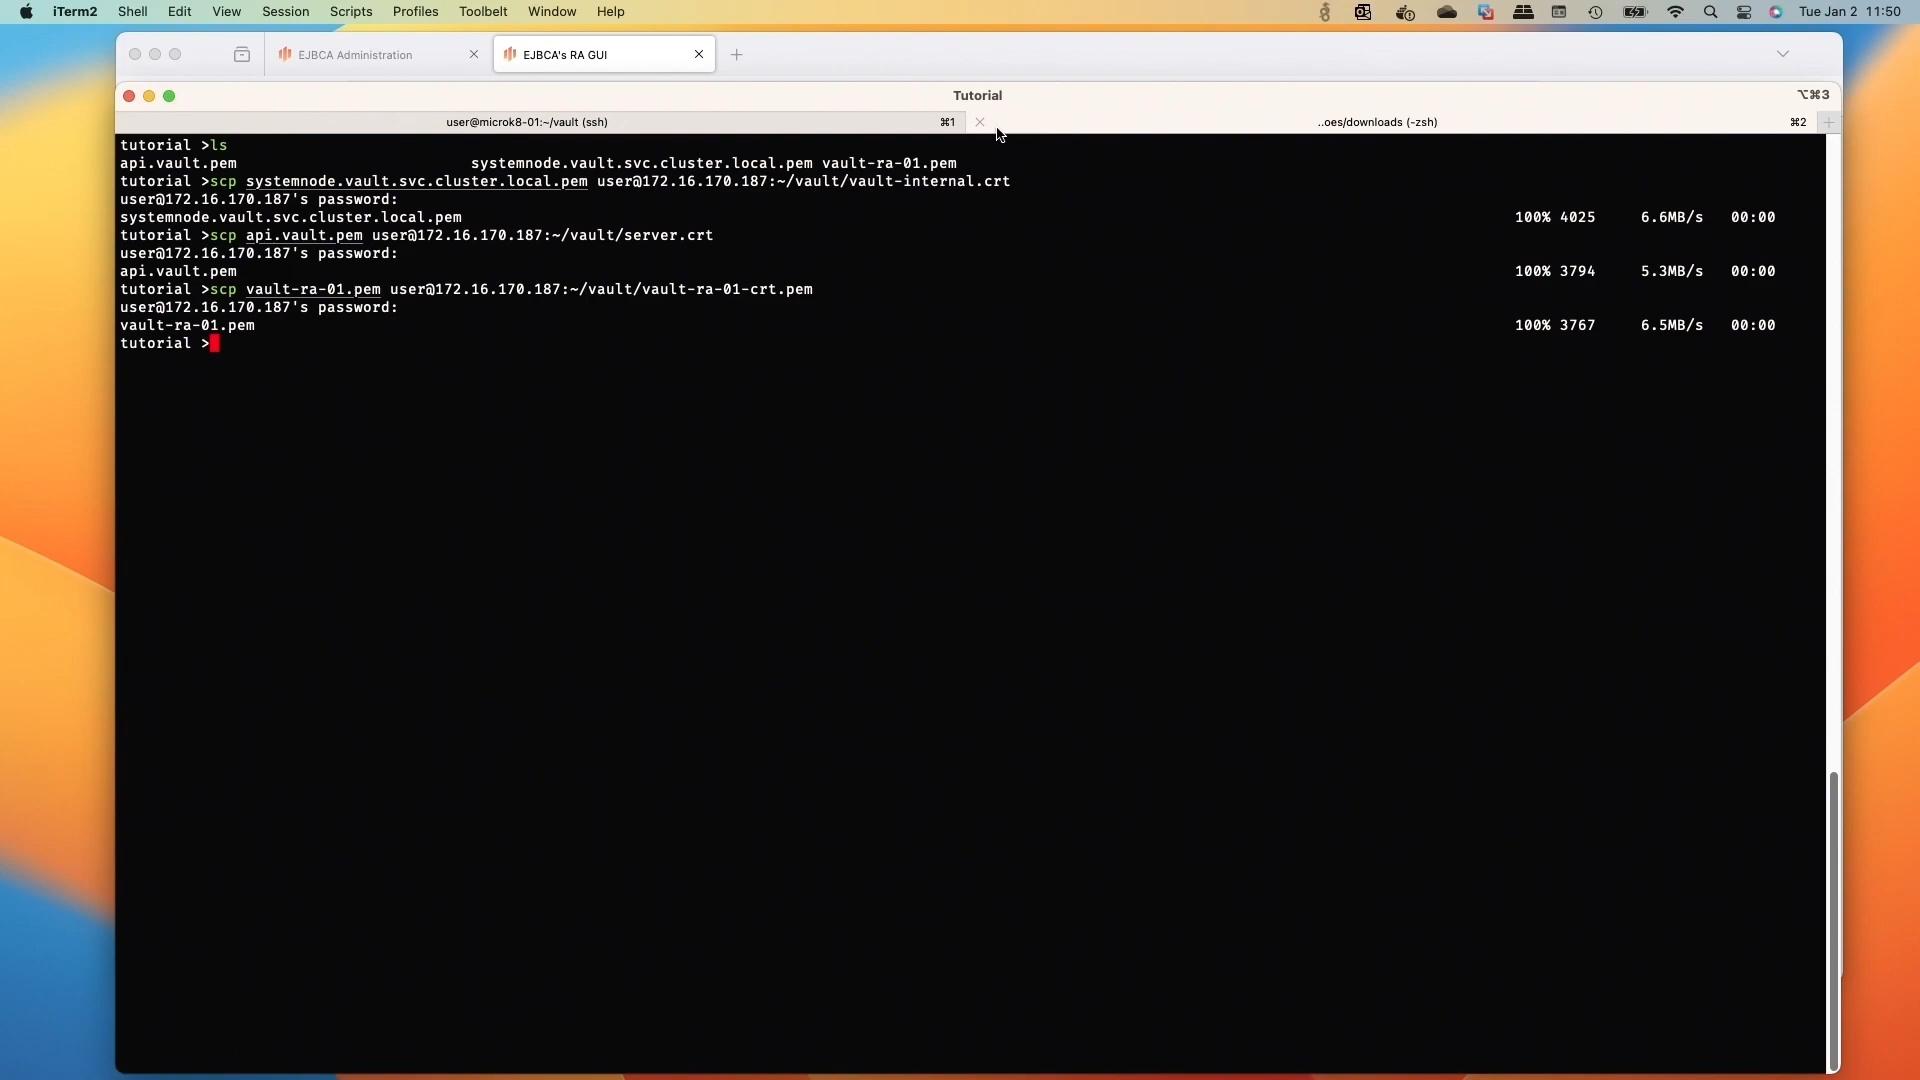 iTerm2 Shell Edit View Session Scripts Profiles Toolbelt Window Help Tue Jan 2 11:50
EJBCA Administration EJBCA's RA GUI
Tutorial ⌥⌘3
user@microk8-01:~/vault (ssh) ⌘1 ..oes/downloads (-zsh) ⌘2
tutorial >ls
api.vault.pem systemnode.vault.svc.cluster.local.pem vault-ra-01.pem
tutorial >scp systemnode.vault.svc.cluster.local.pem user@172.16.170.187:~/vault/vault-internal.crt
user@172.16.170.187's password:
systemnode.vault.svc.cluster.local.pem 100% 4025 6.6MB/s 00:00
tutorial >scp api.vault.pem user@172.16.170.187:~/vault/server.crt
user@172.16.170.187's password:
api.vault.pem 100% 3794 5.3MB/s 00:00
tutorial >scp vault-ra-01.pem user@172.16.170.187:~/vault/vault-ra-01-crt.pem
user@172.16.170.187's password:
vault-ra-01.pem 100% 3767 6.5MB/s 00:00
tutorial >